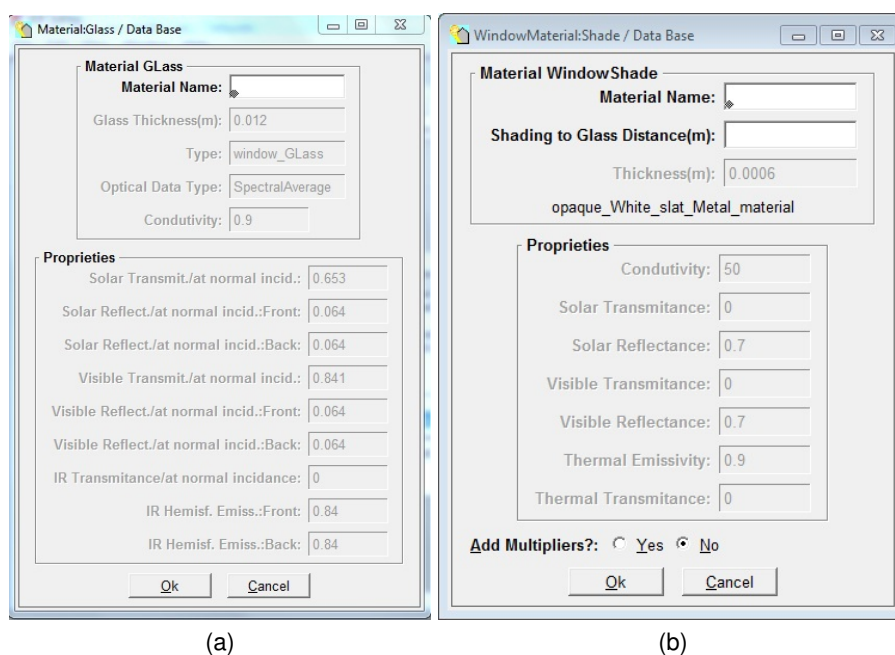 Material:Glass / Data Base
Material GLass
Material Name:
Glass Thickness(m): 0.012
Type: window_GLass
Optical Data Type: SpectralAverage
Condutivity: 0.9
Proprieties
Solar Transmit./at normal incid.: 0.653
Solar Reflect./at normal incid.:Front: 0.064
Solar Reflect./at normal incid.:Back: 0.064
Visible Transmit./at normal incid.: 0.841
Visible Reflect./at normal incid.:Front: 0.064
Visible Reflect./at normal incid.:Back: 0.064
IR Transmitance/at normal incidance: 0
IR Hemisf. Emiss.:Front: 0.84
IR Hemisf. Emiss.:Back: 0.84
Ok Cancel
(a)
WindowMaterial:Shade / Data Base
Material WindowShade
Material Name:
Shading to Glass Distance(m):
Thickness(m): 0.0006
opaque_White_slat_Metal_material
Proprieties
Condutivity: 50
Solar Transmitance: 0
Solar Reflectance: 0.7
Visible Transmitance: 0
Visible Reflectance: 0.7
Thermal Emissivity: 0.9
Thermal Transmitance: 0
Add Multipliers?: Yes No
Ok Cancel
(b)